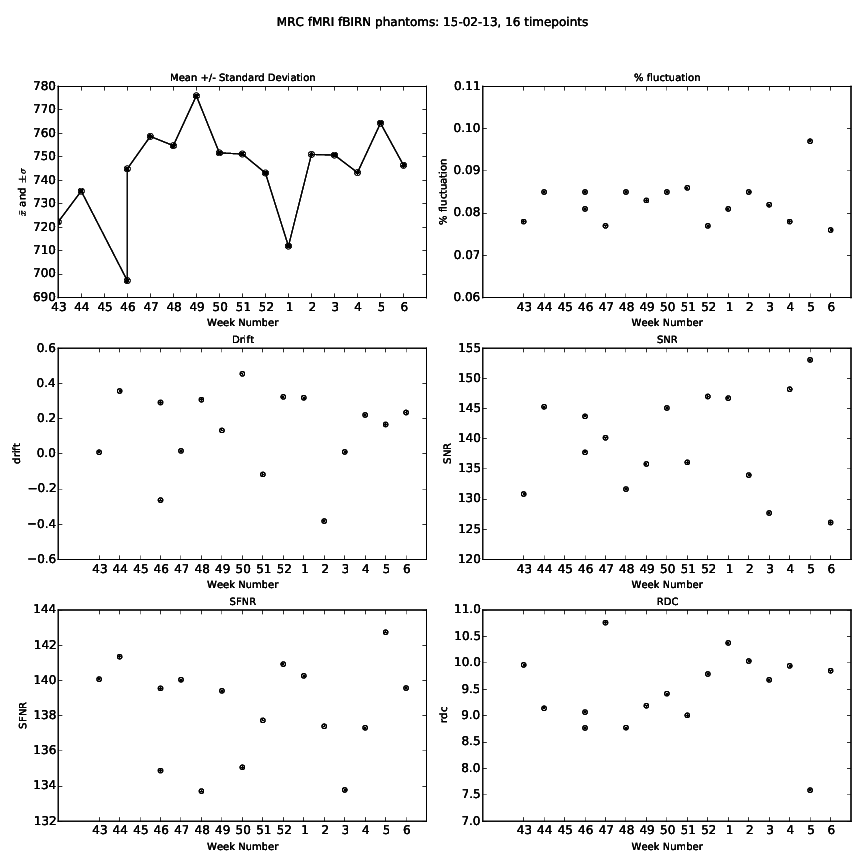 MRC fMRI fBIRN phantoms: 15-02-13, 16 timepoints
Mean +/- Standard Deviation
780
770
760
750
740
730
720
710
700
690
x̄ and ±σ
43 44 45 46 47 48 49 50 51 52 1 2 3 4 5 6
Week Number
% fluctuation
0.11
0.10
0.09
0.08
0.07
0.06
% fluctuation
43 44 45 46 47 48 49 50 51 52 1 2 3 4 5 6
Week Number
Drift
0.6
0.4
0.2
0.0
−0.2
−0.4
−0.6
drift
43 44 45 46 47 48 49 50 51 52 1 2 3 4 5 6
Week Number
SNR
155
150
145
140
135
130
125
120
SNR
43 44 45 46 47 48 49 50 51 52 1 2 3 4 5 6
Week Number
SFNR
144
142
140
138
136
134
132
SFNR
43 44 45 46 47 48 49 50 51 52 1 2 3 4 5 6
Week Number
RDC
11.0
10.5
10.0
9.5
9.0
8.5
8.0
7.5
7.0
rdc
43 44 45 46 47 48 49 50 51 52 1 2 3 4 5 6
Week Number